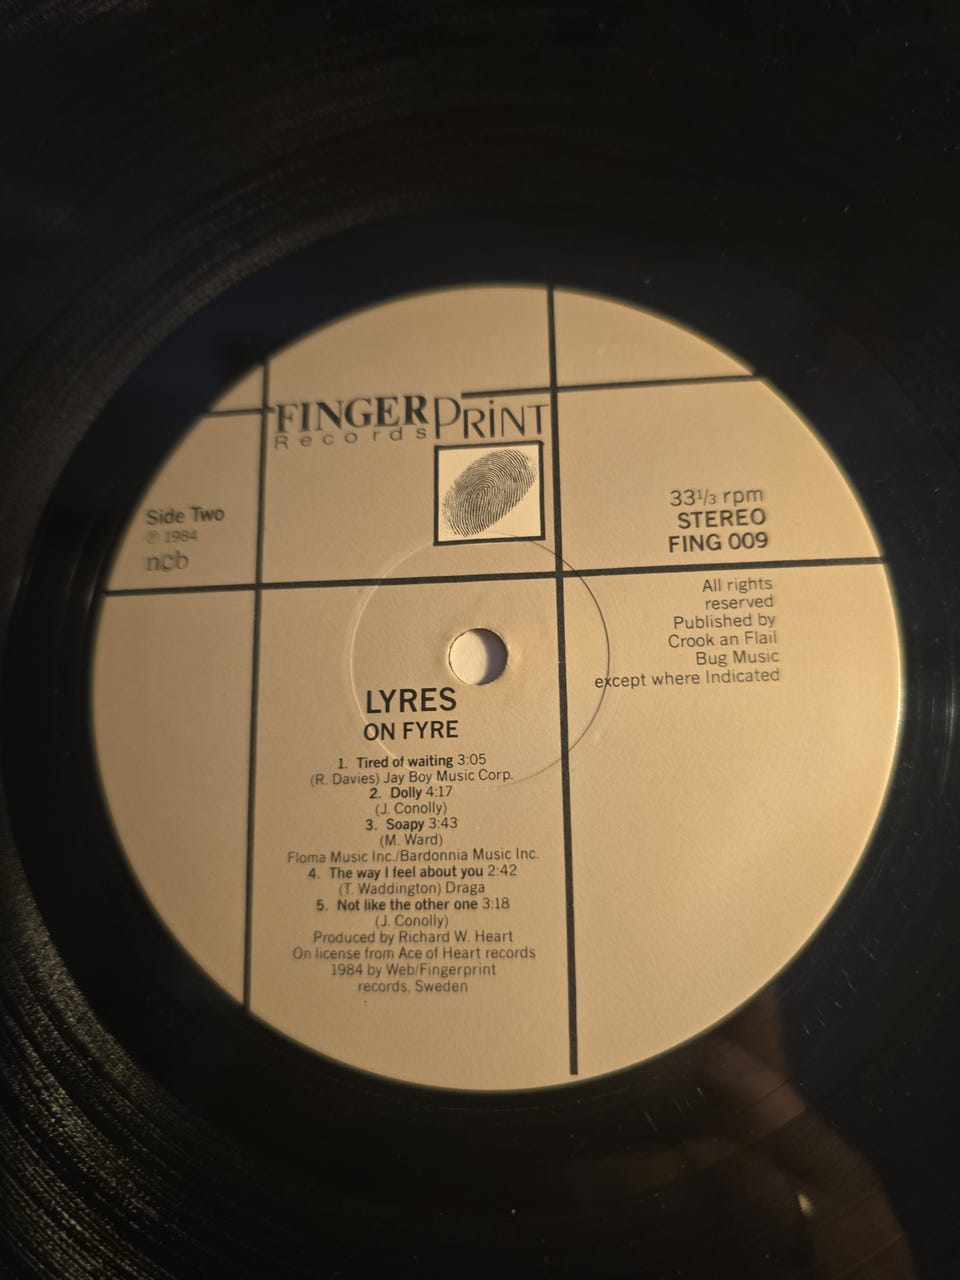 FINGERPRINT
Records
Side Two
℗ 1984
ncb
33 1/3 rpm
STEREO
FING 009
All rights
reserved
Published by
Crook an Flail
Bug Music
except where Indicated
LYRES
ON FYRE
1. Tired of waiting 3:05
(R. Davies) Jay Boy Music Corp.
2. Dolly 4:17
(J. Conolly)
3. Soapy 3:43
(M. Ward)
Floma Music Inc./Bardonnia Music Inc.
4. The way I feel about you 2:42
(T. Waddington) Draga
5. Not like the other one 3:18
(J. Conolly)
Produced by Richard W. Heart
On license from Ace of Heart records
1984 by Web/Fingerprint
records, Sweden